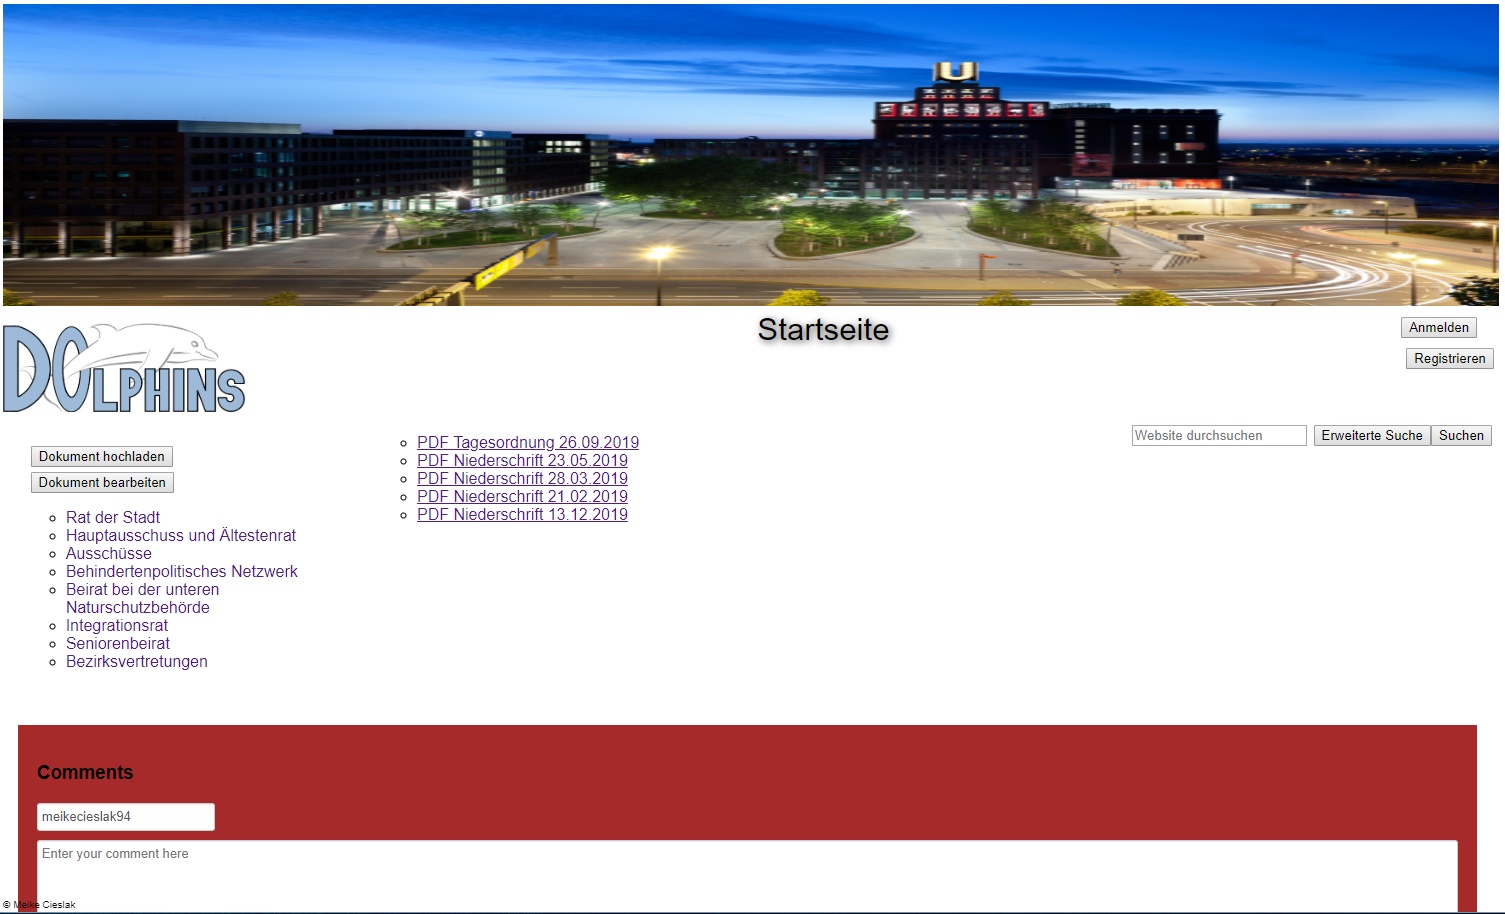 U
Startseite
Anmelden
Registrieren
DOLPHINS
Website durchsuchen
Erweiterte Suche
Suchen
Dokument hochladen
Dokument bearbeiten
PDF Tagesordnung 26.09.2019
PDF Niederschrift 23.05.2019
PDF Niederschrift 28.03.2019
PDF Niederschrift 21.02.2019
PDF Niederschrift 13.12.2019
Rat der Stadt
Hauptausschuss und Ältestenrat
Ausschüsse
Behindertenpolitisches Netzwerk
Beirat bei der unteren
Naturschutzbehörde
Integrationsrat
Seniorenbeirat
Bezirksvertretungen
Comments
meikecieslak94
Enter your comment here
© Meike Cieslak